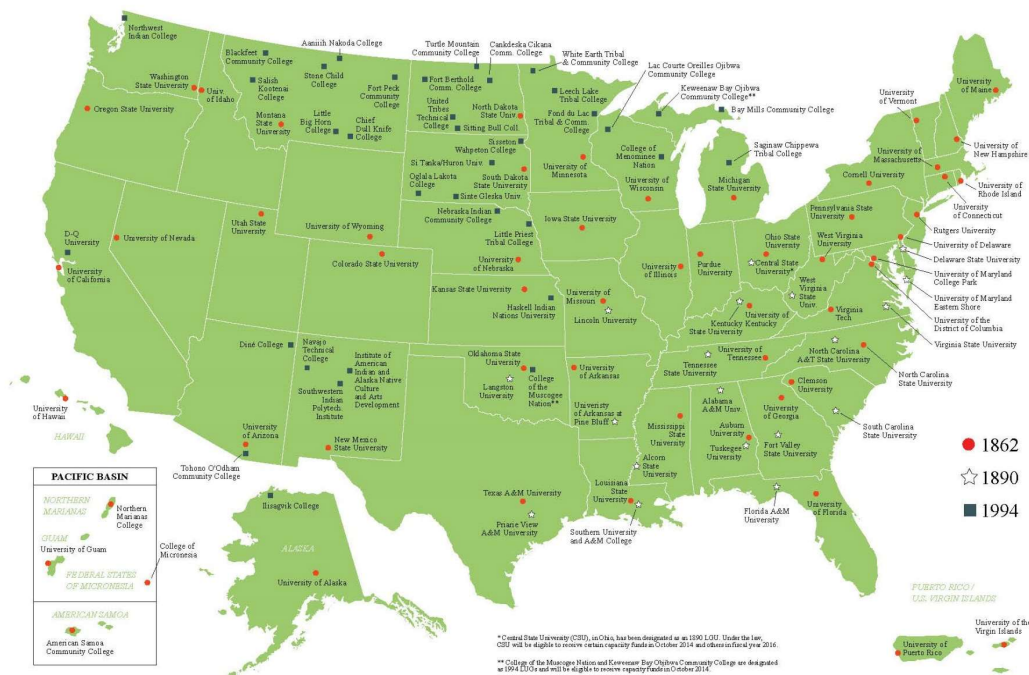 Northwest
Indian College
Washington
State University
Univ.
of Idaho
Oregon State University
Blackfeet
Community College
Salish
Kootenai
College
Aaniiih Nakoda College
Stone Child
College
Fort Peck
Community
College
Montana
State
University
Little
Big Horn
College
Chief
Dull Knife
College
Turtle Mountain
Community College
Cankdeska Cikana
Comm. College
Fort Berthold
Comm. College
United
Tribes
Technical
College
North Dakota
State Univ.
Sitting Bull Coll.
Sisseton
Wahpeton College
Si Tanka/Huron Univ.
Oglala Lakota
College
South Dakota
State University
Sinte Gleska Univ.
White Earth Tribal
& Community College
Leech Lake
Tribal College
Fond du Lac
Tribal & Comm.
College
University of
Minnesota
Lac Courte Oreilles Ojibwa
Community College
Keweenaw Bay Ojibwa
Community College**
Bay Mills Community College
College of
Menominee
Nation
University of
Wisconsin
Saginaw Chippewa
Tribal College
Michigan
State University
University
of Maine
University
of Vermont
University of
New Hampshire
University of
Massachusetts
Cornell University
University of
Rhode Island
University
of Connecticut
Pennsylvania State
University
Rutgers University
University of Delaware
Delaware State University
University of Maryland
College Park
University of Maryland
Eastern Shore
University of the
District of Columbia
Virginia State University
D-Q
University
University of
California
University of Nevada
Utah State
University
University of Wyoming
Colorado State University
Nebraska Indian
Community College
Little Priest
Tribal College
University of
Nebraska
Iowa State University
Kansas State University
Haskell Indian
Nations University
University of
Missouri
Lincoln University
University
of Illinois
Purdue
University
Ohio State
University
Central State
University*
West Virginia
University
West
Virginia
State
Univ.
Virginia
Tech
Kentucky
State University
University of
Kentucky
University of
Tennessee
Tennessee
State University
North Carolina
A&T State University
North Carolina
State University
Clemson
University
South Carolina
State University
University
of Georgia
Fort Valley
State University
Alabama
A&M Univ.
Auburn
University
Tuskegee
University
Mississippi
State
University
Alcorn
State
University
Diné College
Navajo
Technical
College
Institute of
American
Indian and
Alaska Native
Culture
and Arts
Development
Southwestern
Indian
Polytech.
Institute
Oklahoma State
University
Langston
University
College
of the
Muscogee
Nation**
University
of Arkansas
University
of Arkansas at
Pine Bluff
University
of Arizona
Tohono O'Odham
Community College
New Mexico
State University
Texas A&M University
Priarie View
A&M University
Louisiana
State
University
Southern University
and A&M College
Florida A&M
University
University
of Florida
University
of Hawaii
HAWAII
1862
1890
1994
PACIFIC BASIN
NORTHERN
MARIANAS
Northern
Marianas
College
GUAM
University of Guam
FEDERAL STATES
OF MICRONESIA
College of
Micronesia
AMERICAN SAMOA
American Samoa
Community College
Ilisagvik College
ALASKA
University of Alaska
PUERTO RICO /
U.S. VIRGIN ISLANDS
University of the
Virgin Islands
University of
Puerto Rico
* Central State University (CSU), in Ohio, has been designated as an 1890 LGU. Under the law,
CSU will be eligible to receive certain capacity funds in October 2014 and others in fiscal year 2016.
** College of the Muscogee Nation and Keweenaw Bay Objibwa Community College are designated
as 1994 LUGs and will be eligible to receive capacity funds in October 2014.